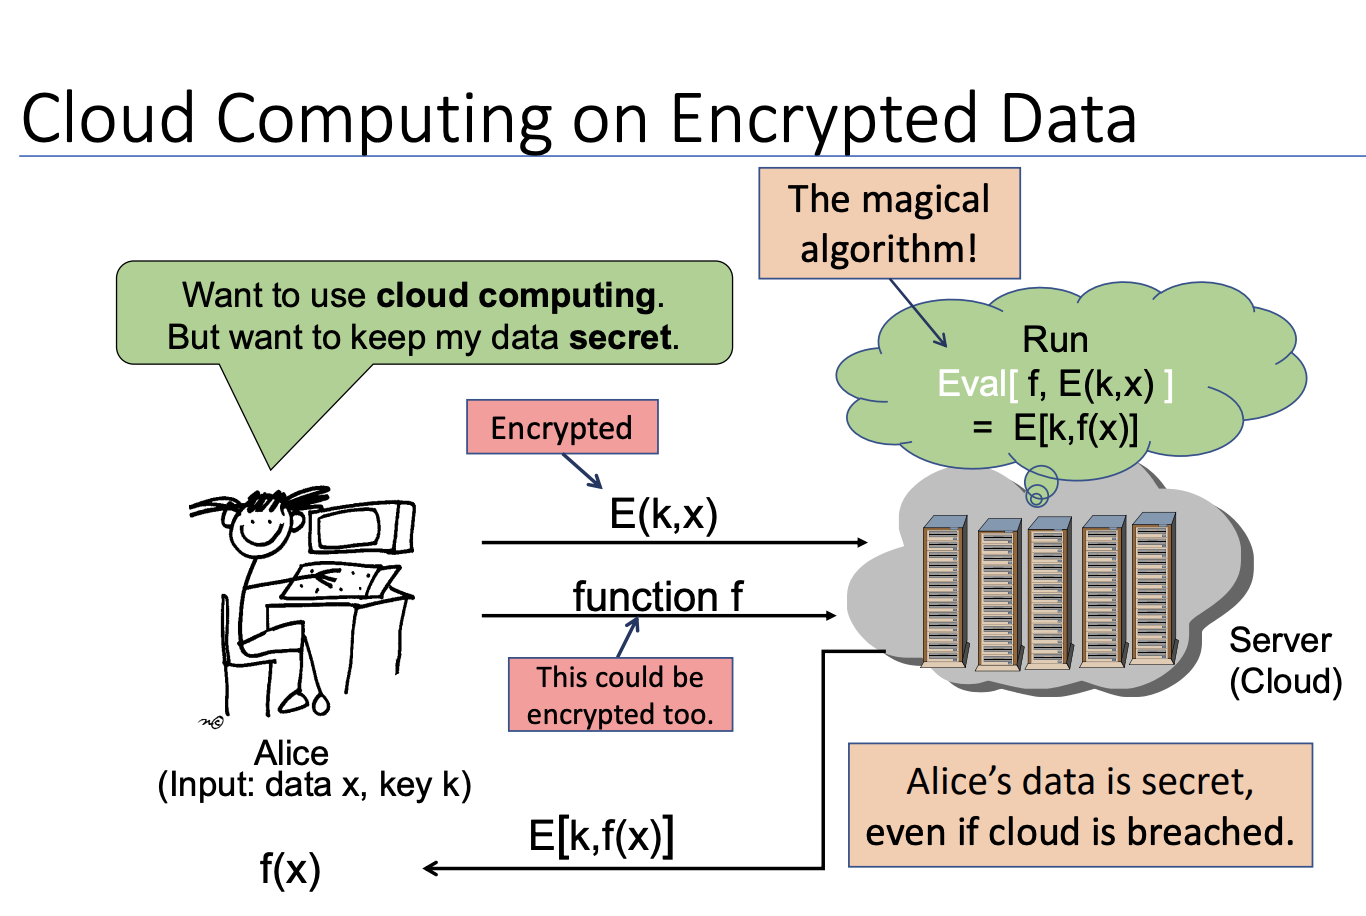 Cloud Computing on Encrypted Data
The magical
algorithm!
Want to use cloud computing.
But want to keep my data secret.
Run
Eval[ f, E(k,x) ]
= E[k,f(x)]
Encrypted
E(k,x)
function f
This could be
encrypted too.
Server
(Cloud)
Alice
(Input: data x, key k)
Alice’s data is secret,
even if cloud is breached.
E[k,f(x)]
f(x)